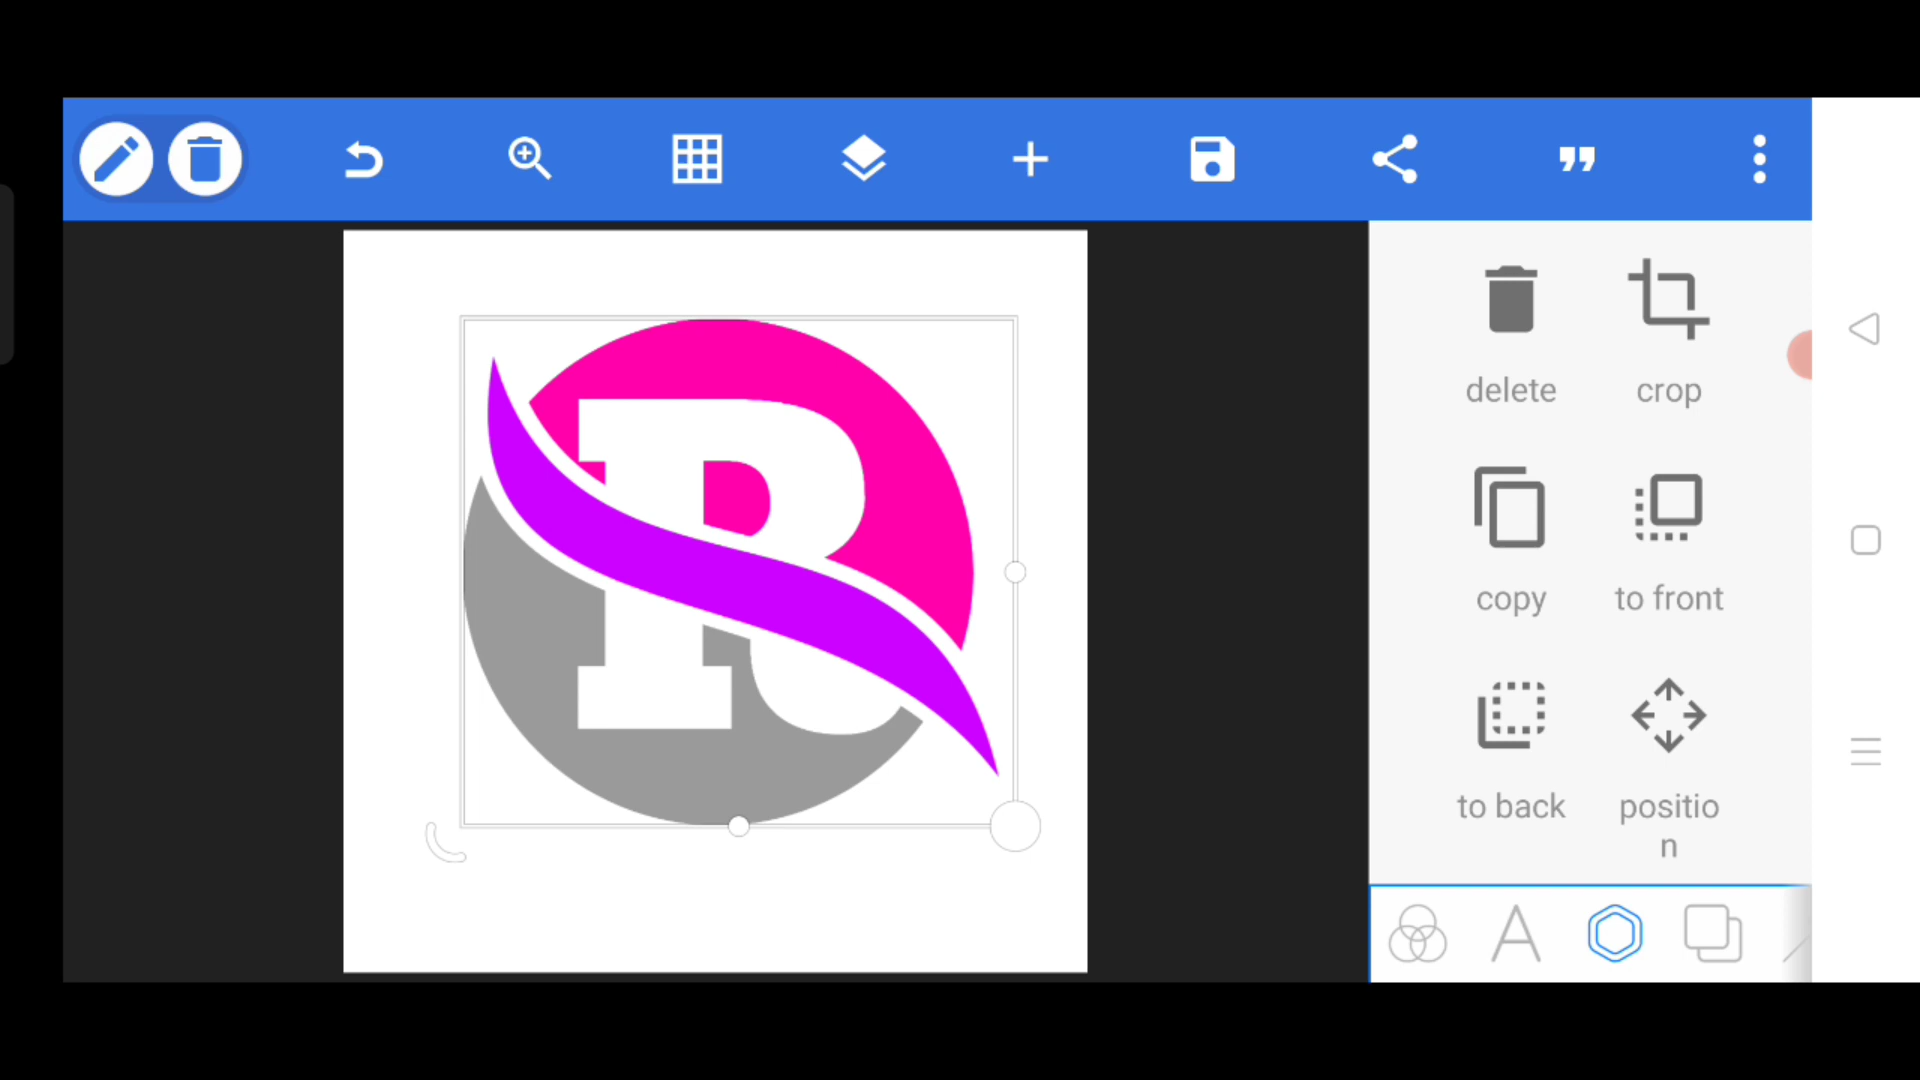 R
delete
crop
copy
to front
to back
positio
n
A